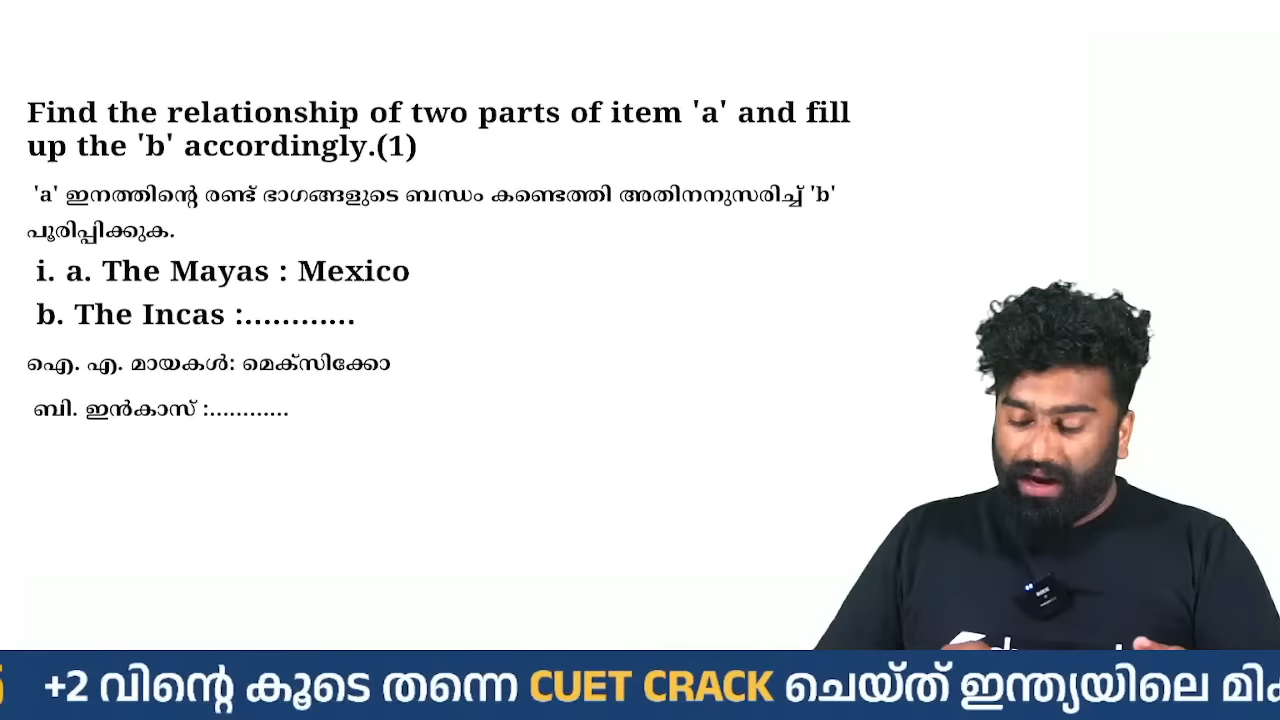 Find the relationship of two parts of item 'a' and fill
up the 'b' accordingly.(1)
'a' ഇനത്തിന്റെ രണ്ട് ഭാഗങ്ങളുടെ ബന്ധം കണ്ടെത്തി അതിനനുസരിച്ച് 'b'
പൂരിപ്പിക്കുക.
i. a. The Mayas : Mexico
b. The Incas :............
ഐ. എ. മായകൾ: മെക്സിക്കോ
ബി. ഇൻകാസ് :............
+2 വിന്റെ കൂടെ തന്നെ CUET CRACK ചെയ്ത് ഇന്ത്യയിലെ